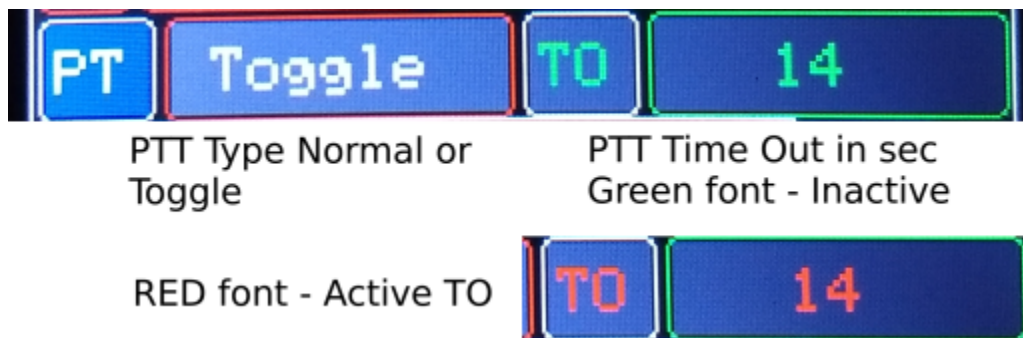 PT Toggle TO 14
PTT Type Normal or
Toggle
PTT Time Out in sec
Green font - Inactive
RED font - Active TO
TO 14